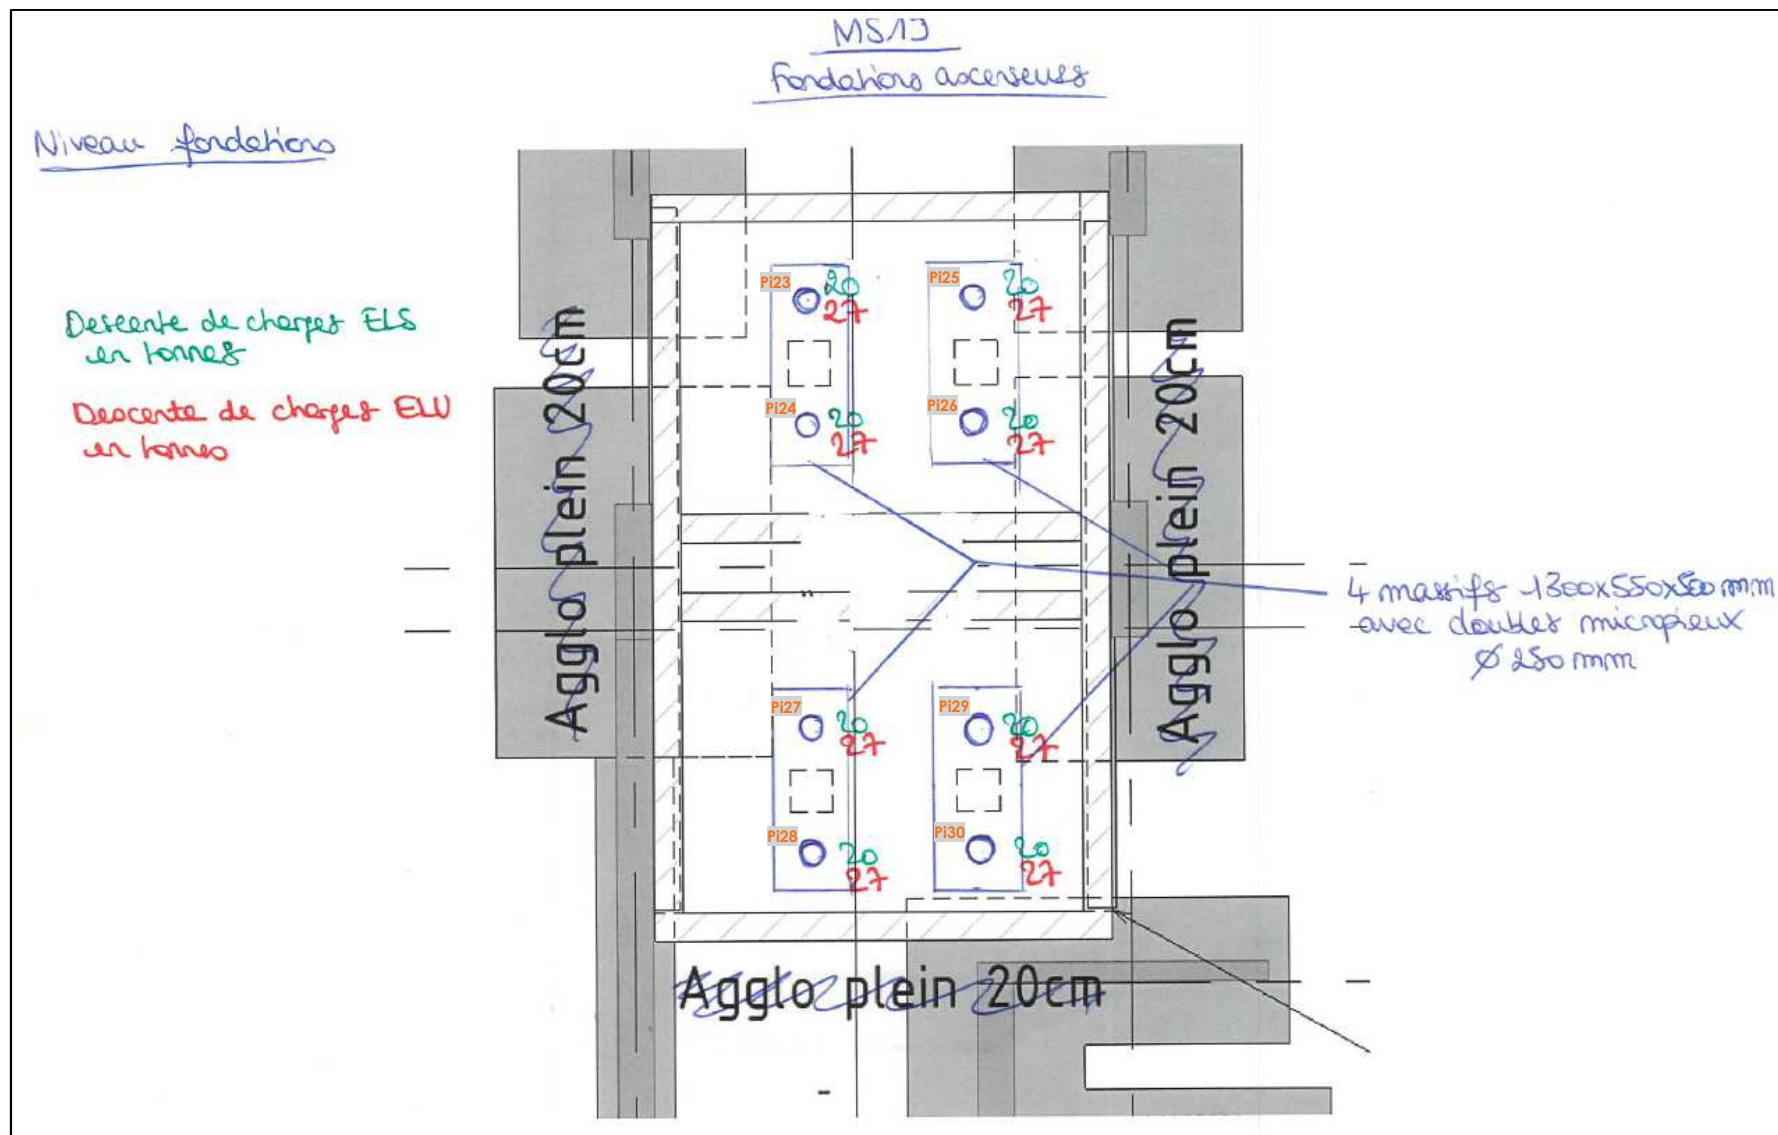 MS13
Fondations ascenseurs
Niveau fondations
Descente de charges ELS
en tonnes
Descente de charges ELU
en tonnes
Pi23 20
27
Pi25 20
27
Pi24 20
27
Pi26 20
27
Agglo plein 20cm
Agglo plein 20cm
4 massifs 1300x550x500mm
avec doubles micropieux
Ø 250 mm
Pi27 20
27
Pi29 20
27
Pi28 20
27
Pi30 20
27
Agglo plein 20cm